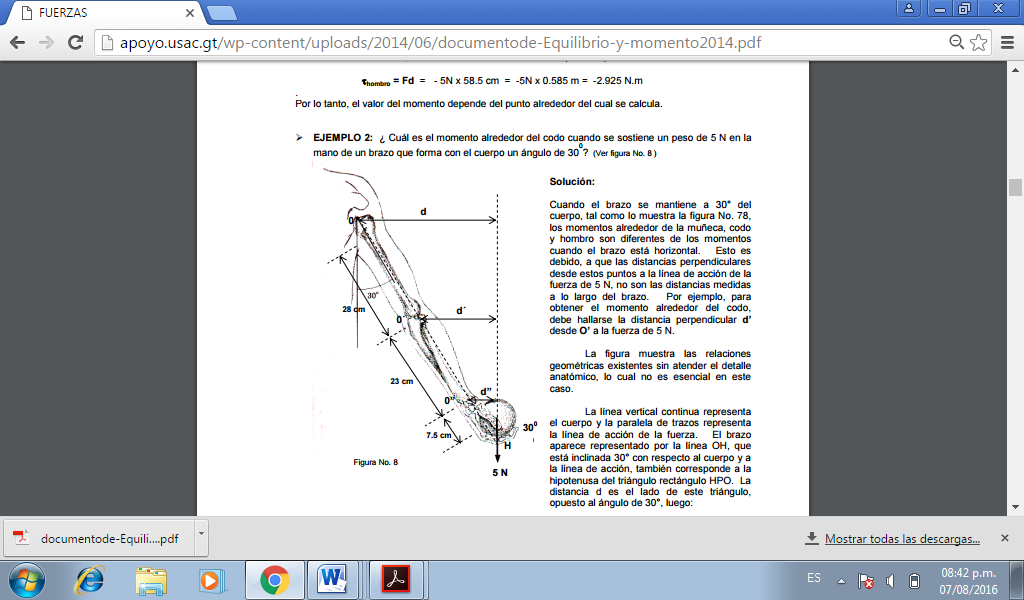 FUERZAS
apoyo.usac.gt/wp-content/uploads/2014/06/documentode-Equilibrio-y-momento2014.pdf
τhombro = Fd = - 5N x 58.5 cm = -5N x 0.585 m = -2.925 N.m
.
Por lo tanto, el valor del momento depende del punto alrededor del cual se calcula.
➢ EJEMPLO 2: ¿ Cuál es el momento alrededor del codo cuando se sostiene un peso de 5 N en la
mano de un brazo que forma con el cuerpo un ángulo de 30⁰? (Ver figura No. 8 )
d
0
30°
28 cm
d´
0'
23 cm
d”
0”
30⁰
7.5 cm
H
Figura No. 8
5 N
Solución:
Cuando el brazo se mantiene a 30° del
cuerpo, tal como lo muestra la figura No. 78,
los momentos alrededor de la muñeca, codo
y hombro son diferentes de los momentos
cuando el brazo está horizontal. Esto es
debido, a que las distancias perpendiculares
desde estos puntos a la línea de acción de la
fuerza de 5 N, no son las distancias medidas
a lo largo del brazo. Por ejemplo, para
obtener el momento alrededor del codo,
debe hallarse la distancia perpendicular d’
desde O’ a la fuerza de 5 N.
La figura muestra las relaciones
geométricas existentes sin atender el detalle
anatómico, lo cual no es esencial en este
caso.
La línea vertical continua representa
el cuerpo y la paralela de trazos representa
la línea de acción de la fuerza. El brazo
aparece representado por la línea OH, que
está inclinada 30° con respecto al cuerpo y a
la línea de acción, también corresponde a la
hipotenusa del triángulo rectángulo HPO. La
distancia d es el lado de este triángulo,
opuesto al ángulo de 30°, luego:
documentode-Equili....pdf
Mostrar todas las descargas...
ES
08:42 p.m.
07/08/2016